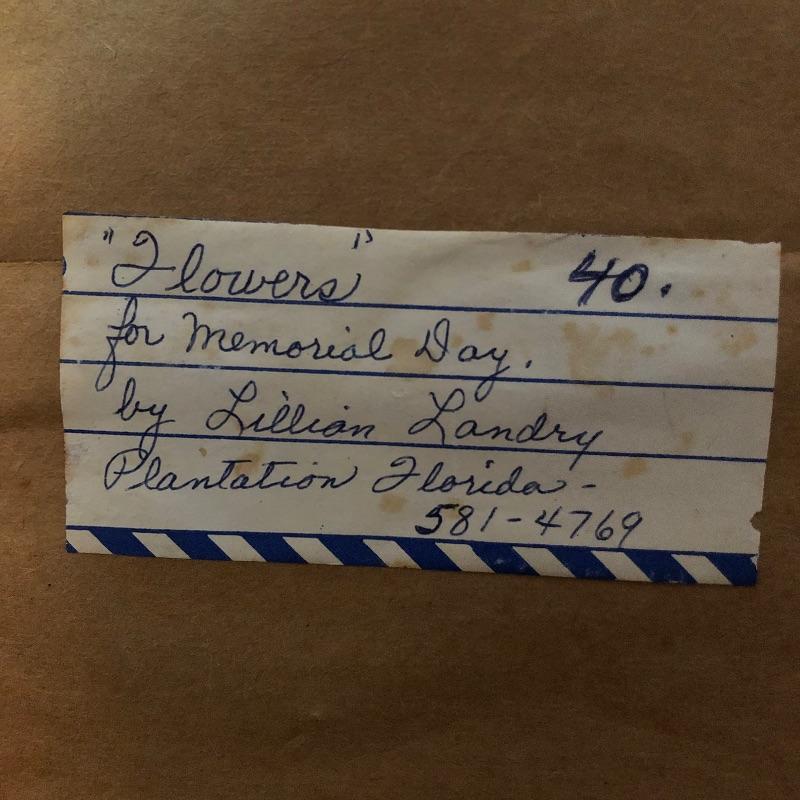 "Flowers" 40.
for Memorial Day.
by Lillian Landry
Plantation Florida -
581-4769